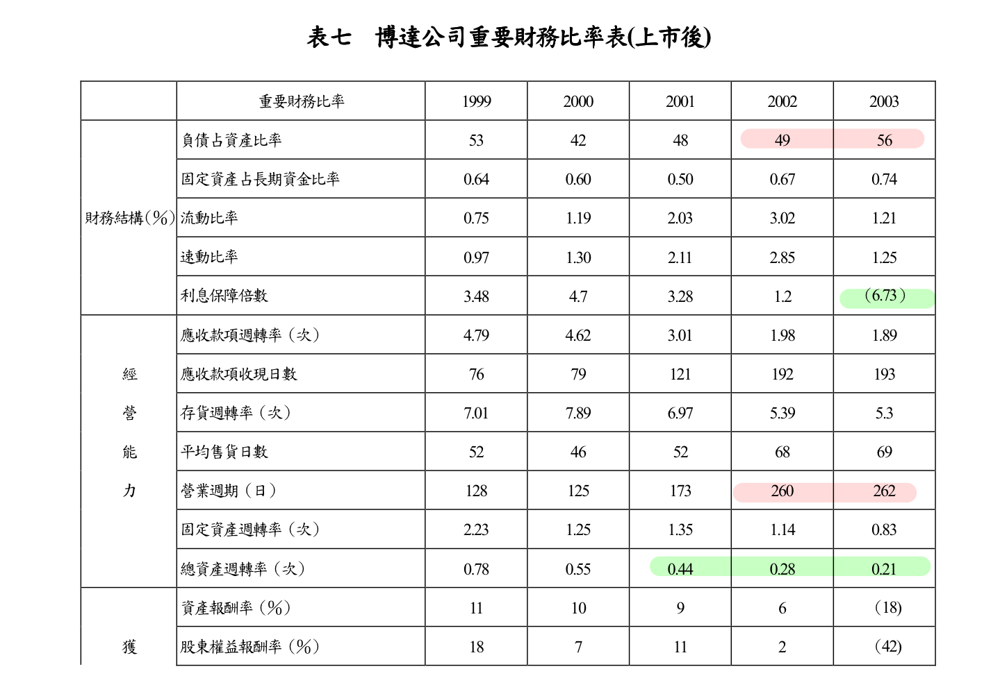 表七　博達公司重要財務比率表(上市後)
重要財務比率 1999 2000 2001 2002 2003
財務結構(％)
負債占資產比率 53 42 48 49 56
固定資產占長期資金比率 0.64 0.60 0.50 0.67 0.74
流動比率 0.75 1.19 2.03 3.02 1.21
速動比率 0.97 1.30 2.11 2.85 1.25
利息保障倍數 3.48 4.7 3.28 1.2 （6.73）
經營能力
應收款項週轉率（次） 4.79 4.62 3.01 1.98 1.89
應收款項收現日數 76 79 121 192 193
存貨週轉率（次） 7.01 7.89 6.97 5.39 5.3
平均售貨日數 52 46 52 68 69
營業週期（日） 128 125 173 260 262
固定資產週轉率（次） 2.23 1.25 1.35 1.14 0.83
總資產週轉率（次） 0.78 0.55 0.44 0.28 0.21
獲
資產報酬率（％） 11 10 9 6 （18)
股東權益報酬率（％） 18 7 11 2 （42)